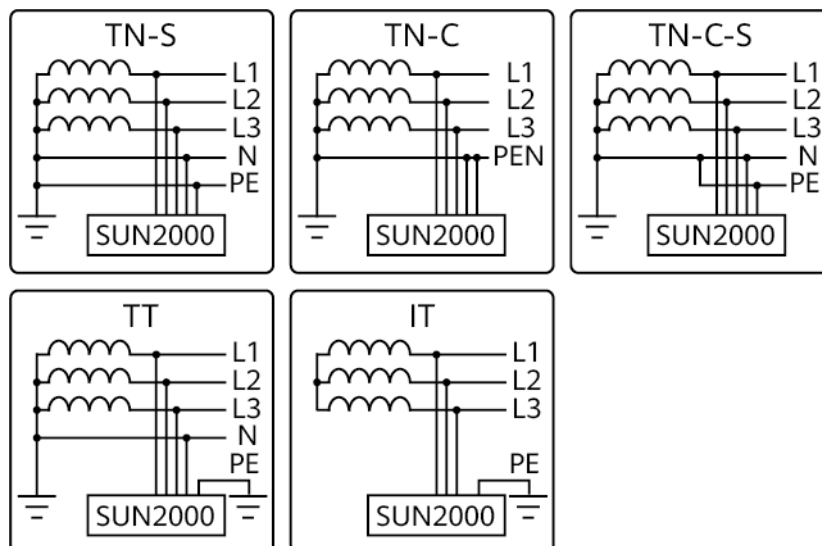 TN-S
L1
L2
L3
N
PE
SUN2000
TN-C
L1
L2
L3
PEN
SUN2000
TN-C-S
L1
L2
L3
N
PE
SUN2000
TT
L1
L2
L3
N
PE
SUN2000
IT
L1
L2
L3
PE
SUN2000